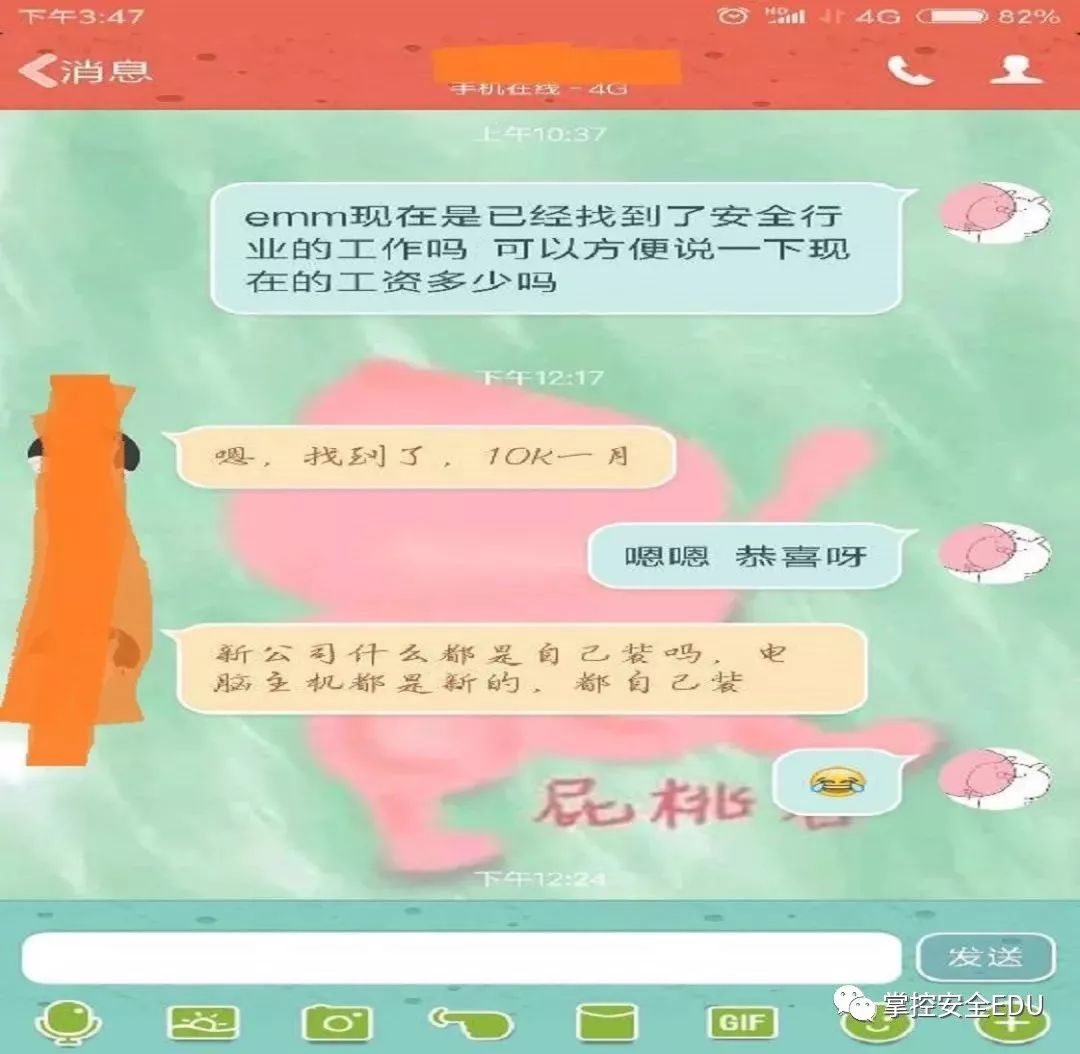 下午3:47
HD
4G
82%
消息
手机在线 - 4G
上午10:37
emm现在是已经找到了安全行
业的工作吗 可以方便说一下现
在的工资多少吗
下午12:17
嗯，找到了，10K一月
嗯嗯 恭喜呀
新公司什么都是自己装吗，电
脑主机都是新的，都自己装
😂
屁桃
下午12:24
发送
GIF
掌控安全EDU